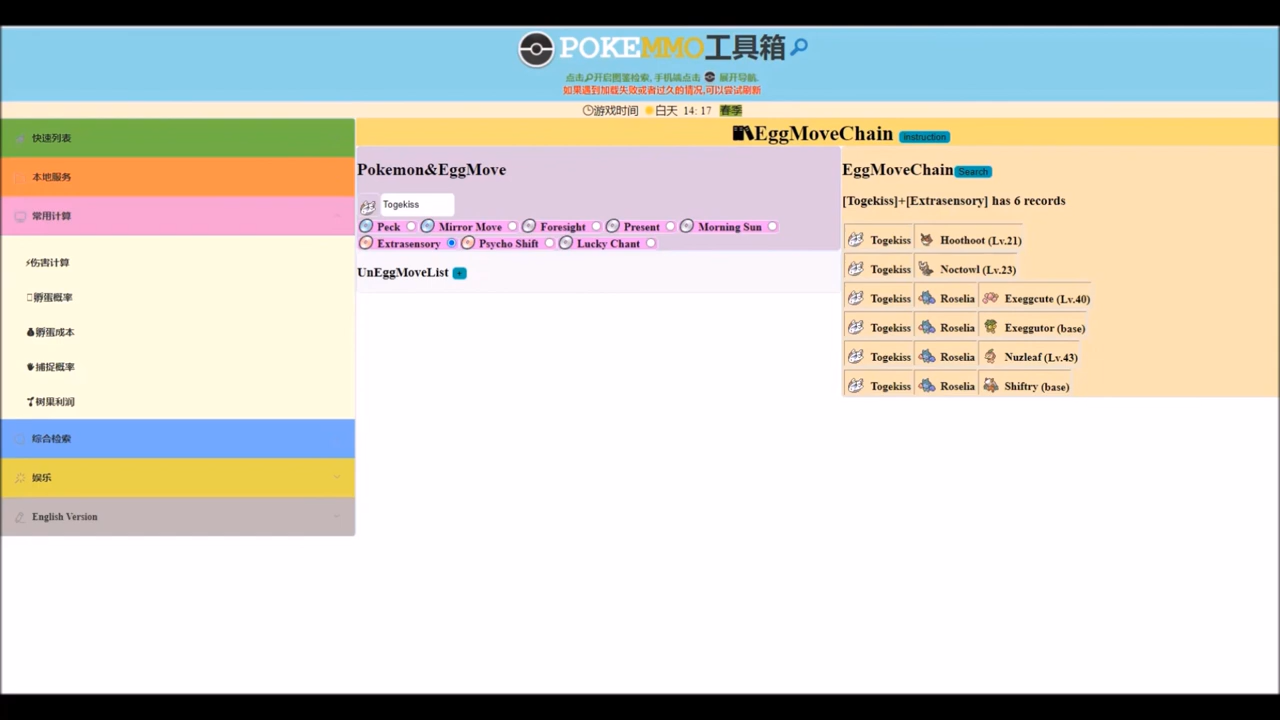 POKEMMO工具箱
点击开启图鉴检索, 手机端点击 展开导航.
如果遇到加载失败或者过久的情况,可以尝试刷新
游戏时间 白天 14: 17 春季
快速列表
本地服务
常用计算
⚡伤害计算
孵蛋概率
孵蛋成本
捕捉概率
树果利润
综合检索
娱乐
English Version
EggMoveChain Instruction
Pokemon&EggMove
Togekiss
Peck Mirror Move Foresight Present Morning Sun
Extrasensory Psycho Shift Lucky Chant
UnEggMoveList +
EggMoveChain Search
[Togekiss]+[Extrasensory] has 6 records
Togekiss Hoothoot (Lv.21)
Togekiss Noctowl (Lv.23)
Togekiss Roselia Exeggcute (Lv.40)
Togekiss Roselia Exeggutor (base)
Togekiss Roselia Nuzleaf (Lv.43)
Togekiss Roselia Shiftry (base)